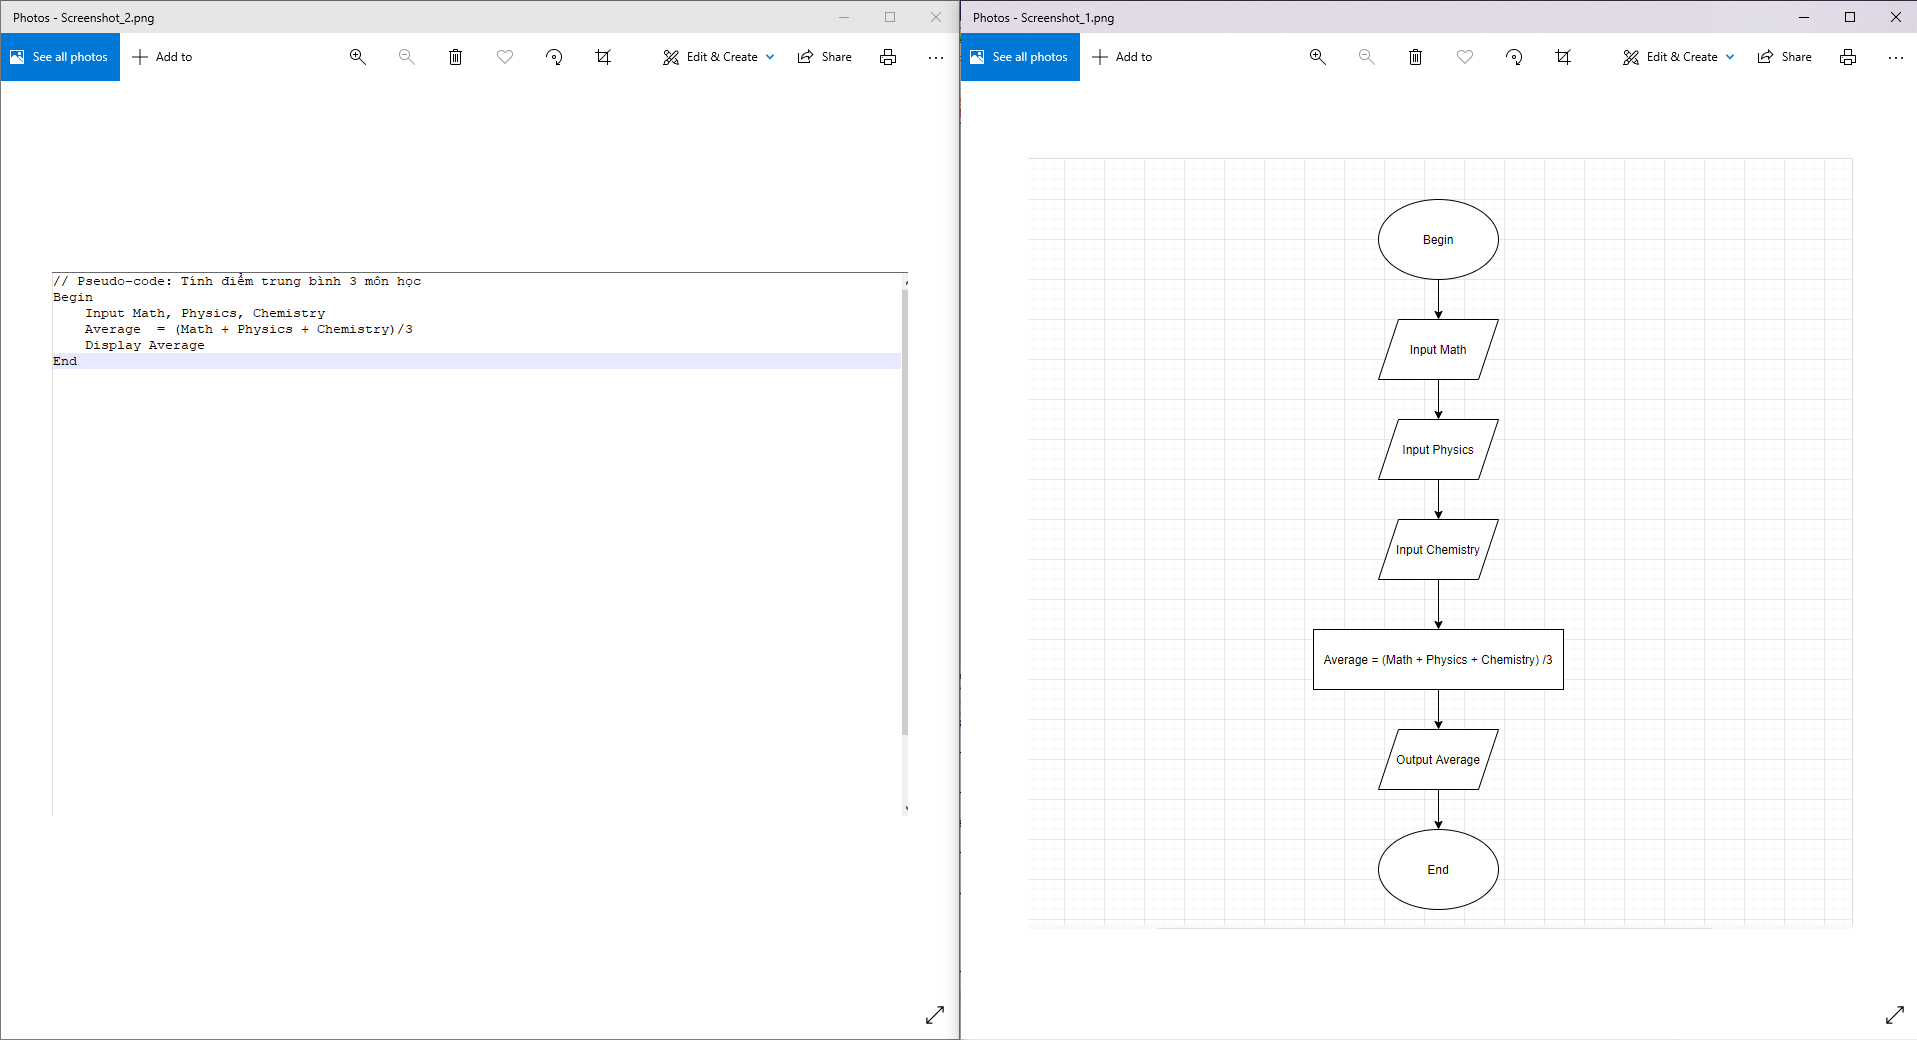 Photos - Screenshot_2.png
See all photos
Add to
Edit & Create
Share
// Pseudo-code: Tính điểm trung bình 3 môn học
Begin
    Input Math, Physics, Chemistry
    Average  = (Math + Physics + Chemistry)/3
    Display Average
End
Photos - Screenshot_1.png
See all photos
Add to
Edit & Create
Share
Begin
Input Math
Input Physics
Input Chemistry
Average = (Math + Physics + Chemistry) /3
Output Average
End